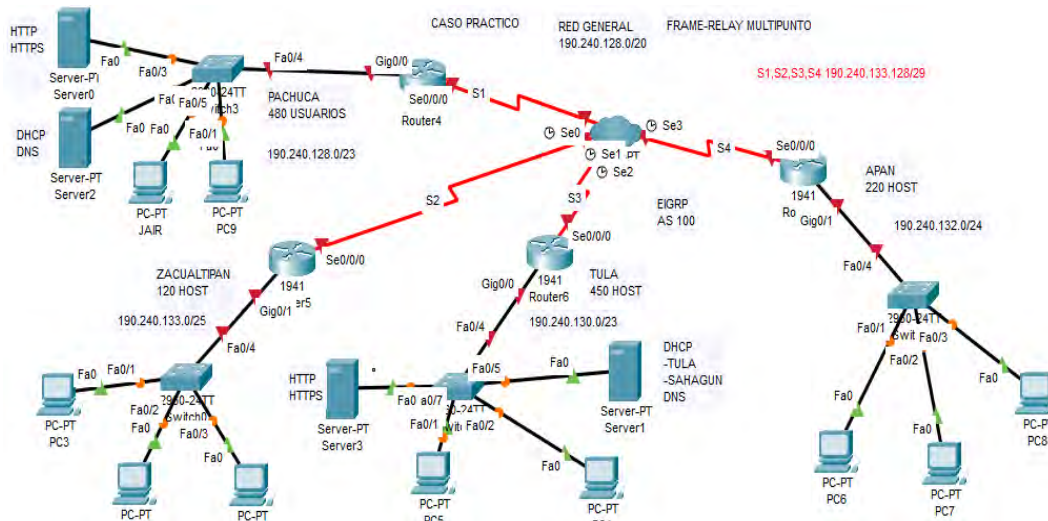 CASO PRACTICO
RED GENERAL
190.240.128.0/20
FRAME-RELAY MULTIPUNTO
S1,S2,S3,S4 190.240.133.128/29
HTTP
HTTPS
Fa0
Server-PT
Server0
Fa0/3
Fa0/4
Gig0/0
Se0/0/0
Router4
S1
PACHUCA
480 USUARIOS
190.240.128.0/23
DHCP
DNS
Fa0
Server-PT
Server2
Fa0/5
Fa0
Fa0/1
PC-PT
JAIR
PC-PT
PC9
Se0
Se1
Se2
Se3
S2
S3
S4
EIGRP
AS 100
Se0/0/0
1941
Gig0/1
APAN
220 HOST
190.240.132.0/24
Fa0/4
Fa0/1
Fa0/3
Fa0/2
Fa0
Fa0
Fa0
PC-PT
PC6
PC-PT
PC7
PC8
ZACUALTIPAN
120 HOST
Se0/0/0
1941
Gig0/1
190.240.133.0/25
Fa0/4
Fa0
Fa0/1
Fa0/2
Fa0/3
Fa0
Fa0
PC-PT
PC3
PC-PT
PC-PT
Se0/0/0
1941
Router6
Gig0/0
TULA
450 HOST
190.240.130.0/23
Fa0/4
HTTP
HTTPS
Fa0
Server-PT
Server3
Fa0/5
Fa0/1
Fa0/2
Fa0
Fa0
Fa0
DHCP
-TULA
-SAHAGUN
DNS
Server-PT
Server1
PC-PT
PC5
PC-PT